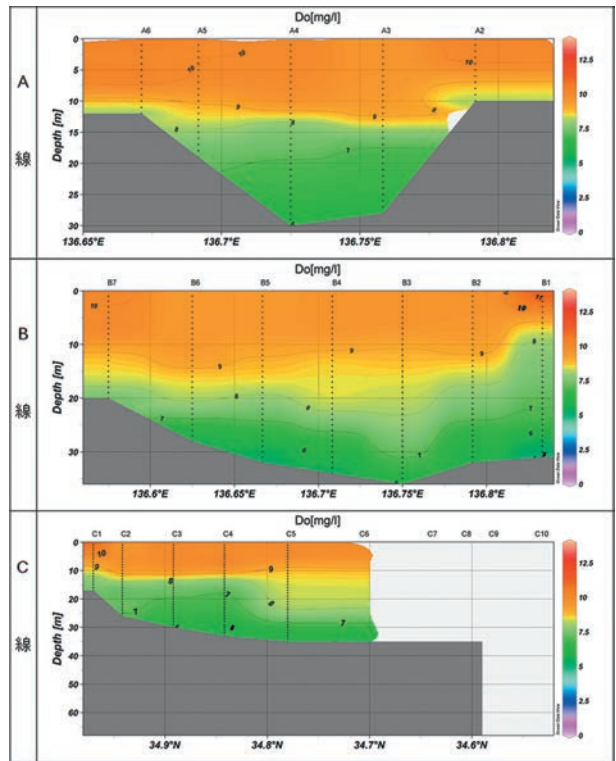 Do[mg/l]
A6 A5 A4 A3 A2
A
線
Depth [m]
0
5
10
15
20
25
30
136.65°E 136.7°E 136.75°E 136.8°E
12.5
10
7.5
5
2.5
0
Do[mg/l]
B7 B6 B5 B4 B3 B2 B1
B
線
Depth [m]
0
10
20
30
136.6°E 136.65°E 136.7°E 136.75°E 136.8°E
12.5
10
7.5
5
2.5
0
Do[mg/l]
C1 C2 C3 C4 C5 C6 C7 C8 C9 C10
C
線
Depth [m]
0
10
20
30
40
50
60
34.9°N 34.8°N 34.7°N 34.6°N
12.5
10
7.5
5
2.5
0